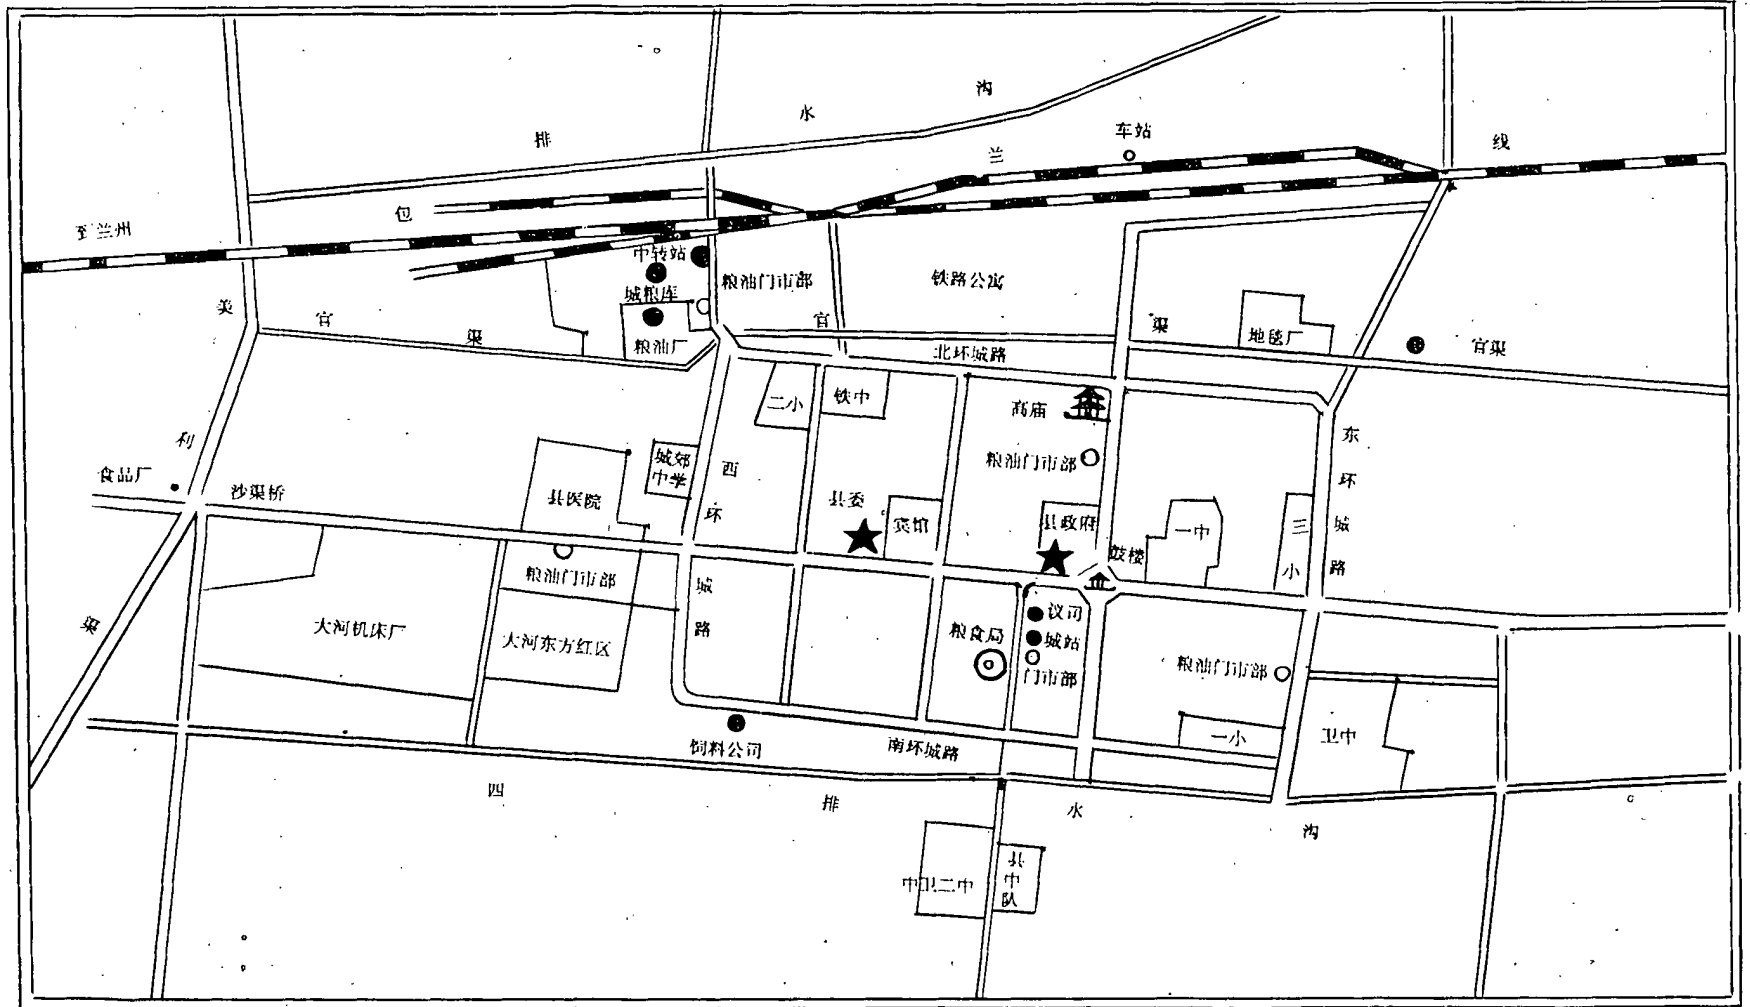 排 水 沟
车站
包 兰 线
到兰州
中转站
城粮库
粮油门市部
铁路公寓
粮油厂
美 利 渠
官 渠
官 渠
地毯厂
官渠
北环城路
二小
铁中
高庙
粮油门市部
东 环 城 路
食品厂
沙渠桥
县医院
城郊
中学
西 环 城 路
县委
宾馆
县政府
鼓楼
一中
三 小
粮油门市部
大河机床厂
大河东方红区
粮食局
议司
城站
门市部
粮油门市部
饲料公司
南环城路
一小
卫中
四 排 水 沟
中卫二中
县
中
队